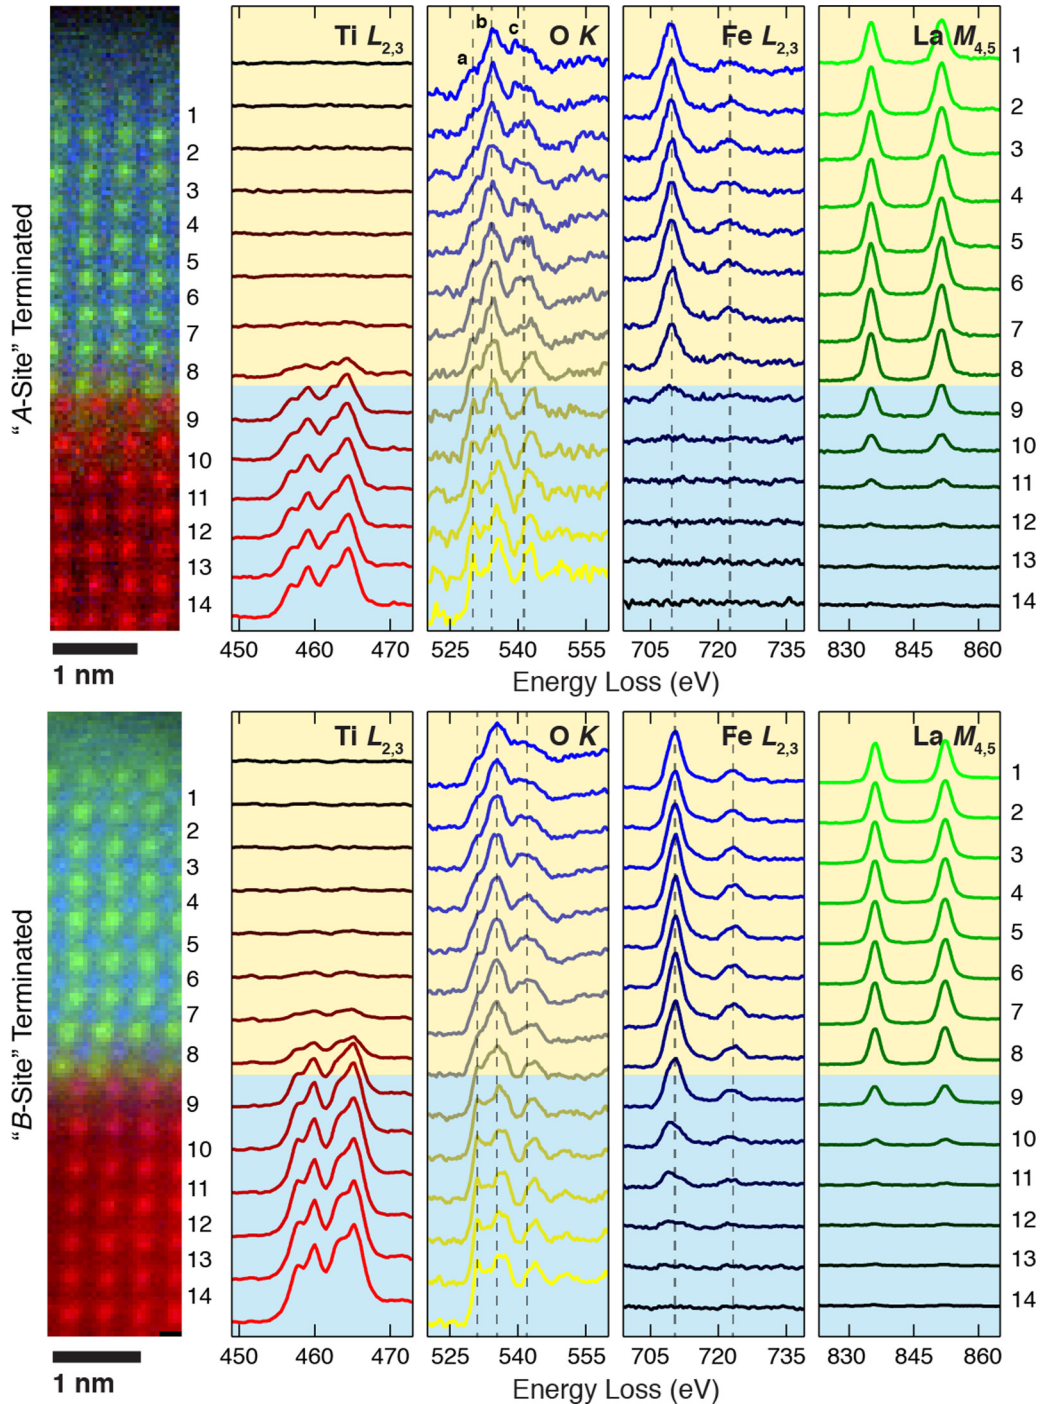 Ti L2,3
O K
Fe L2,3
La M4,5
a
b
c
"A-Site" Terminated
1
2
3
4
5
6
7
8
9
10
11
12
13
14
1
2
3
4
5
6
7
8
9
10
11
12
13
14
1 nm
450 460 470
525 540 555
705 720 735
830 845 860
Energy Loss (eV)
Ti L2,3
O K
Fe L2,3
La M4,5
"B-Site" Terminated
1
2
3
4
5
6
7
8
9
10
11
12
13
14
1
2
3
4
5
6
7
8
9
10
11
12
13
14
1 nm
450 460 470
525 540 555
705 720 735
830 845 860
Energy Loss (eV)